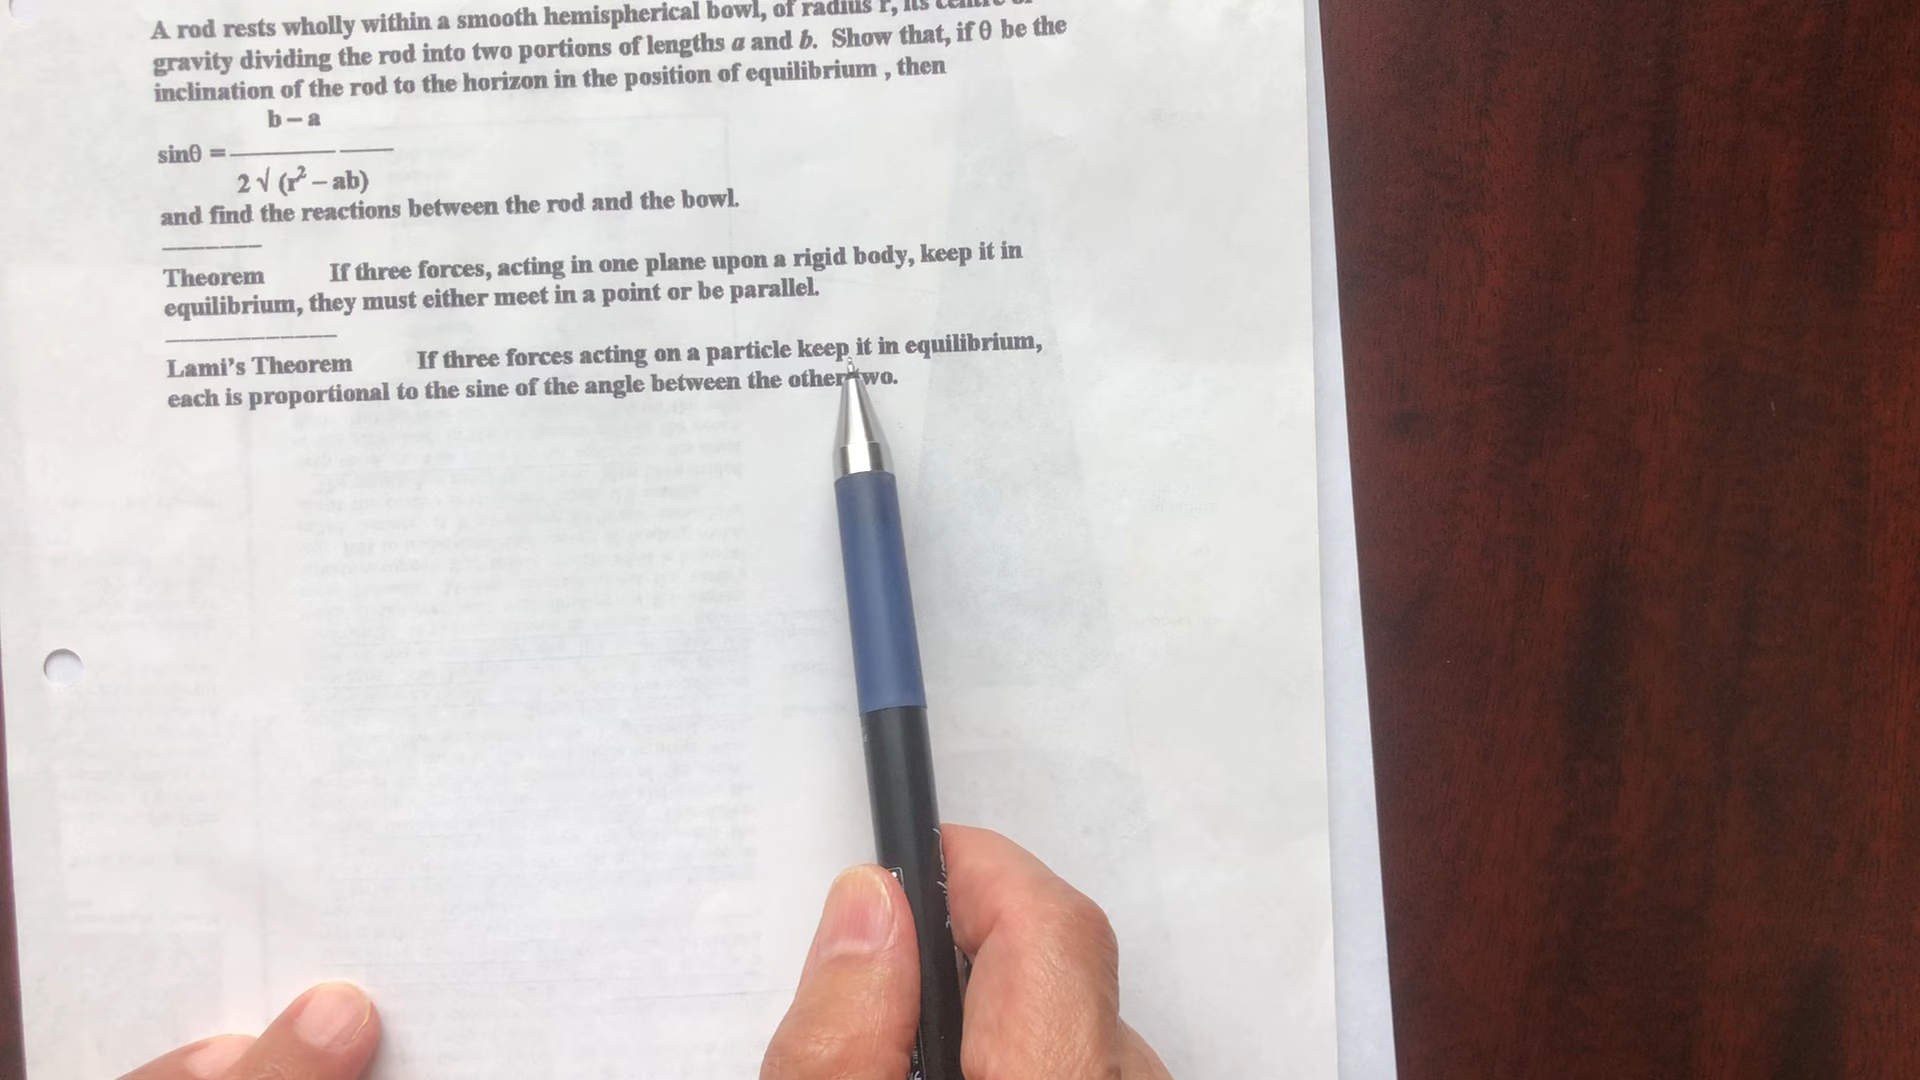 A rod rests wholly within a smooth hemispherical bowl, of radius r, its centre of
gravity dividing the rod into two portions of lengths a and b. Show that, if θ be the
inclination of the rod to the horizon in the position of equilibrium , then
b – a
sinθ =
2 √ (r² – ab)
and find the reactions between the rod and the bowl.
Theorem If three forces, acting in one plane upon a rigid body, keep it in
equilibrium, they must either meet in a point or be parallel.
Lami's Theorem If three forces acting on a particle keep it in equilibrium,
each is proportional to the sine of the angle between the other two.